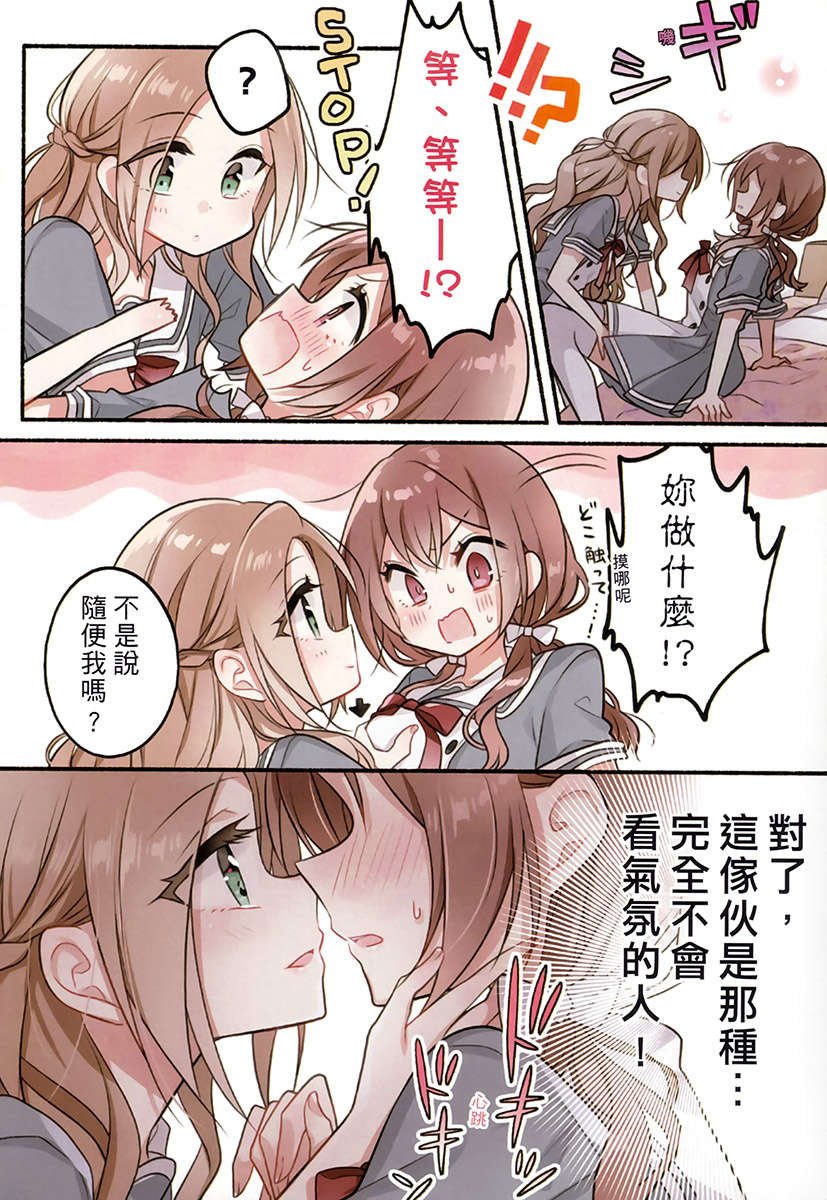 ギシ
嘰
!!?
等、等等—!?
STOP!
?
妳做什麼!?
どこ触って……
摸哪呢
不是說
隨便我嗎？
對了，
這傢伙是那種…
完全不會
看氣氛的人！
ドキ
ドキ
心跳